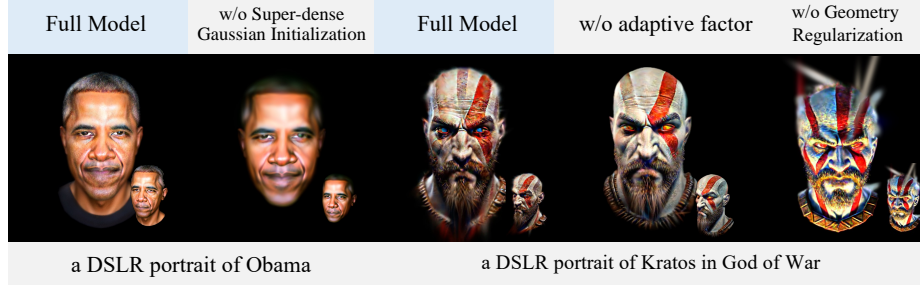 Full Model
w/o Super-dense
Gaussian Initialization
Full Model
w/o adaptive factor
w/o Geometry
Regularization
a DSLR portrait of Obama
a DSLR portrait of Kratos in God of War